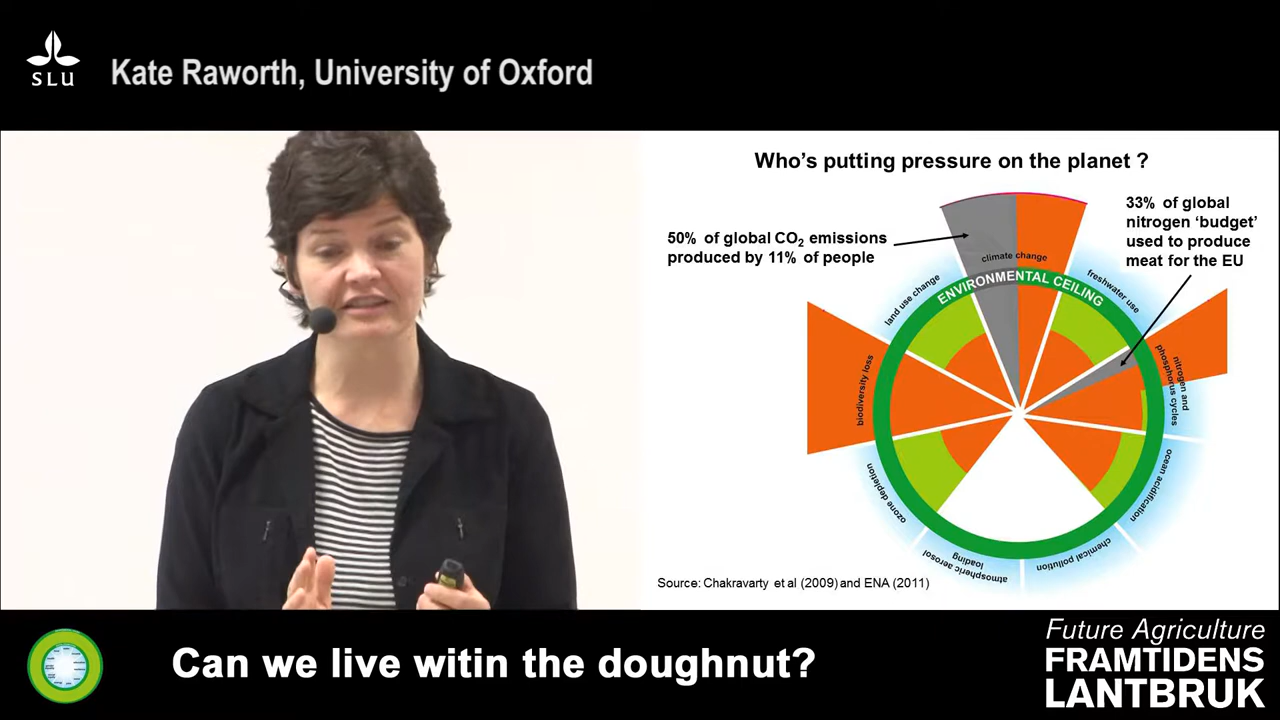 SLU
Kate Raworth, University of Oxford
Who's putting pressure on the planet ?
50% of global CO₂ emissions
produced by 11% of people
33% of global
nitrogen ‘budget’
used to produce
meat for the EU
climate change
ENVIRONMENTAL CEILING
freshwater use
nitrogen and
phosphorus cycles
ocean acidification
chemical pollution
atmospheric aerosol
loading
ozone depletion
biodiversity loss
land use change
Source: Chakravarty et al (2009) and ENA (2011)
Can we live witin the doughnut?
Future Agriculture
FRAMTIDENS
LANTBRUK